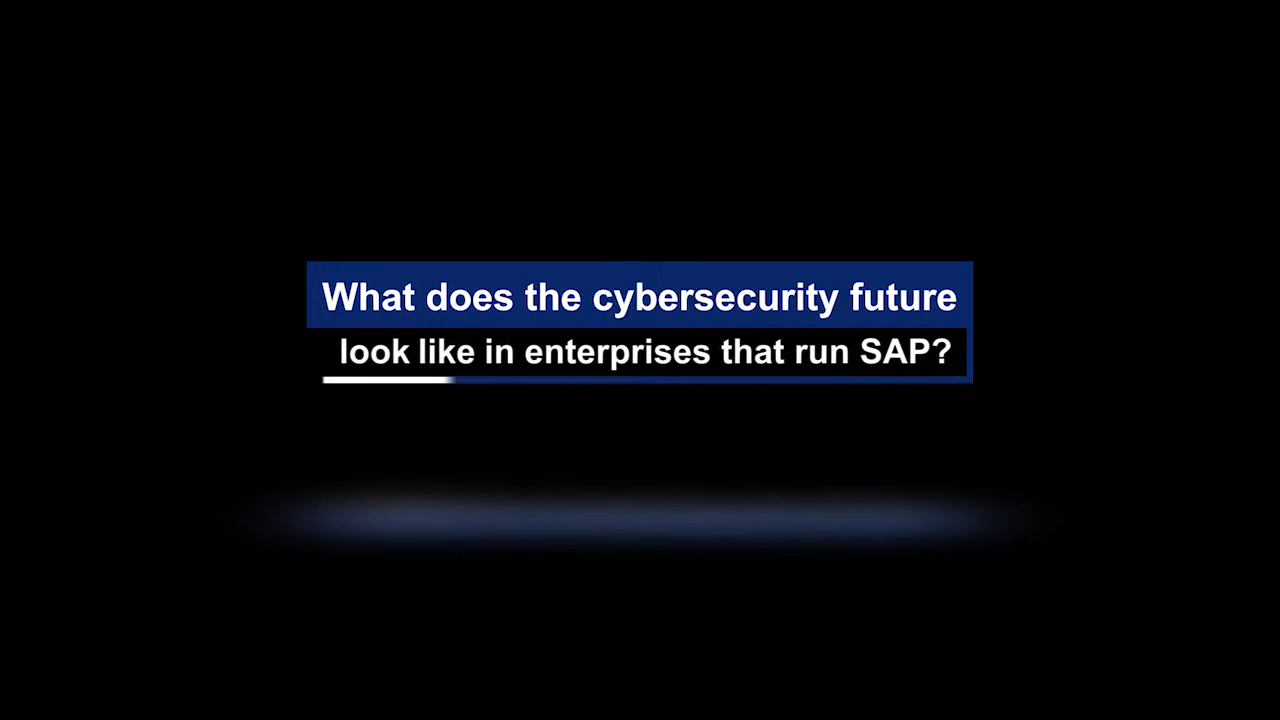 What does the cybersecurity future
look like in enterprises that run SAP?